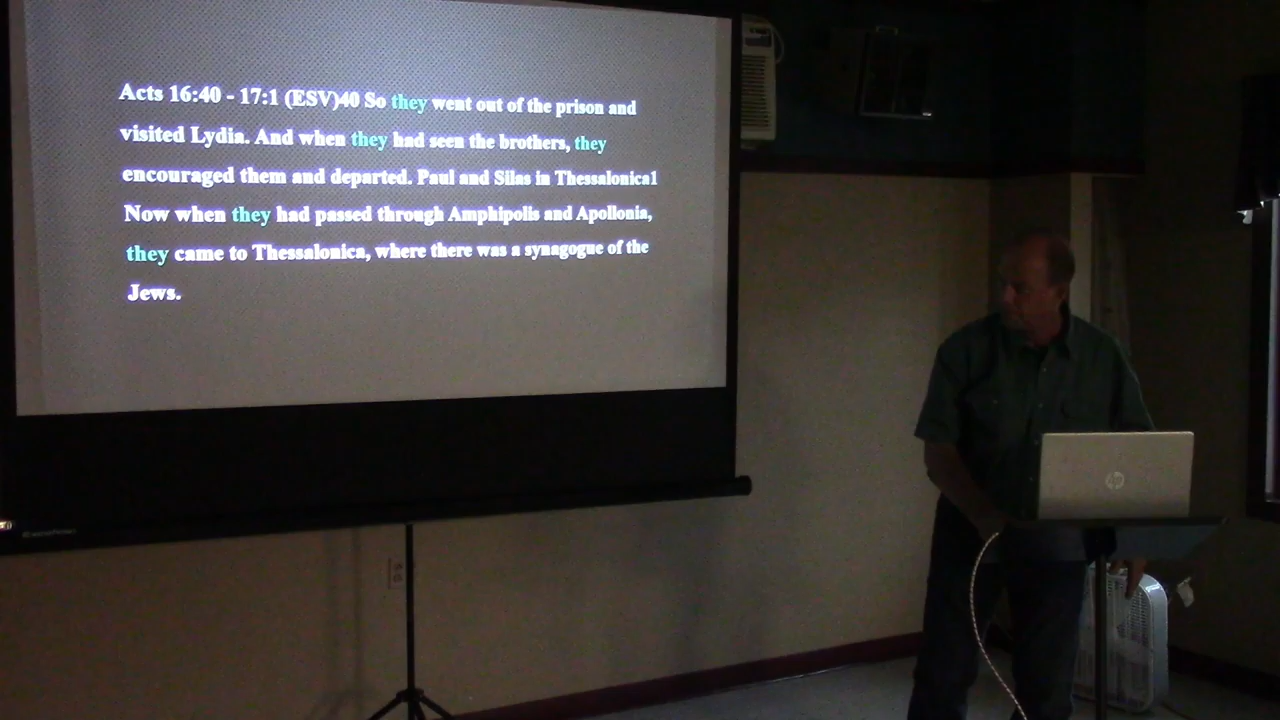 Acts 16:40 - 17:1 (ESV)40 So they went out of the prison and
visited Lydia. And when they had seen the brothers, they
encouraged them and departed. Paul and Silas in Thessalonica1
Now when they had passed through Amphipolis and Apollonia,
they came to Thessalonica, where there was a synagogue of the
Jews.
hp